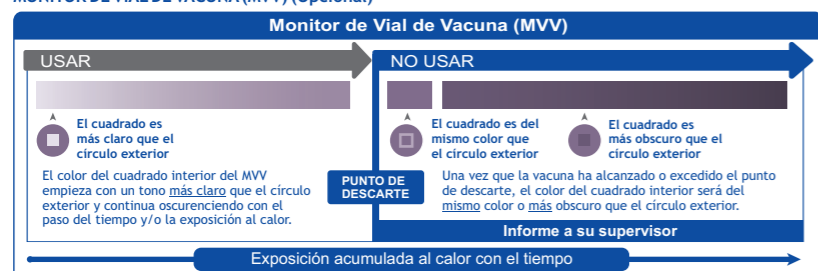 MONITOR DE VIAL DE VACUNA (MVV) (Opcional)
Monitor de Vial de Vacuna (MVV)
USAR
El cuadrado es
más claro que el
círculo exterior
El color del cuadrado interior del MVV
empieza con un tono más claro que el círculo
exterior y continua oscureciendo con el
paso del tiempo y/o la exposición al calor.
PUNTO DE
DESCARTE
NO USAR
El cuadrado es del
mismo color que
el círculo exterior
El cuadrado es
más obscuro que el
círculo exterior
Una vez que la vacuna ha alcanzado o excedido el punto
de descarte, el color del cuadrado interior será del
mismo color o más obscuro que el círculo exterior.
Informe a su supervisor
Exposición acumulada al calor con el tiempo